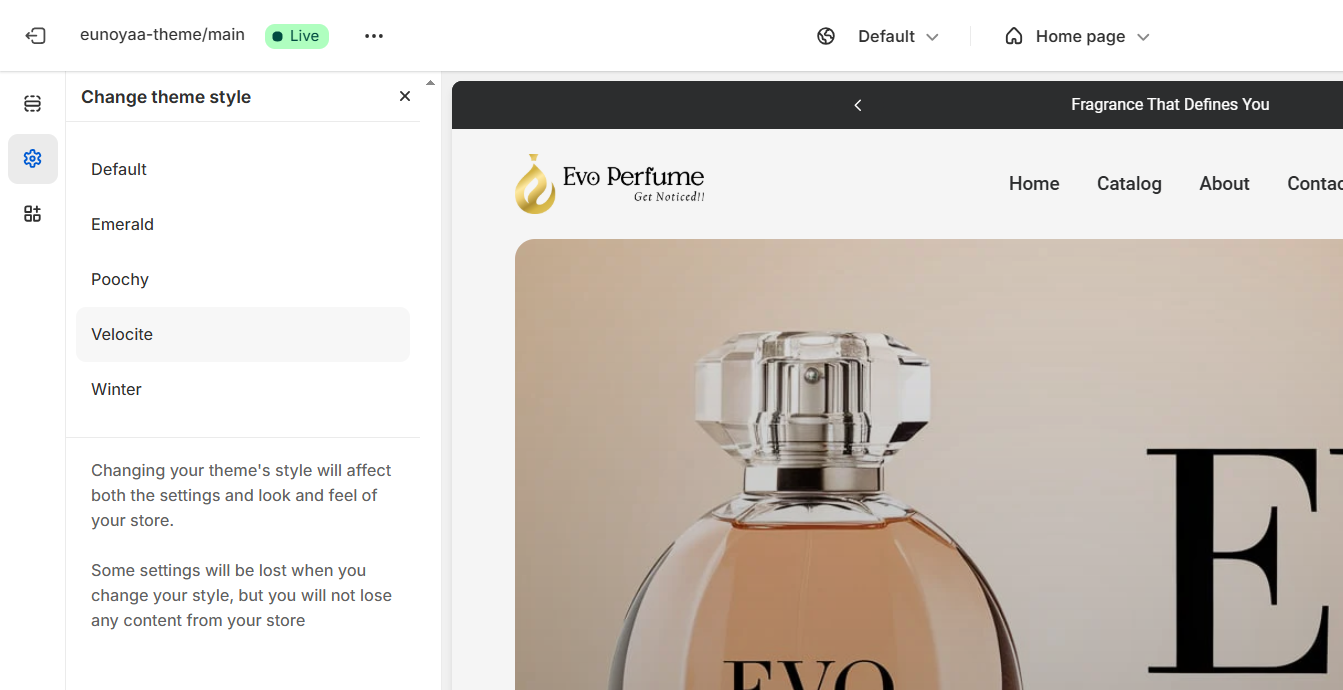 eunoyaa-theme/main
Live
Default
Home page
Change theme style
Default
Emerald
Poochy
Velocite
Winter
Changing your theme's style will affect
both the settings and look and feel of
your store.
Some settings will be lost when you
change your style, but you will not lose
any content from your store
Fragrance That Defines You
Evo Perfume
Get Noticed!!
Home
Catalog
About
Contac
E
EVO